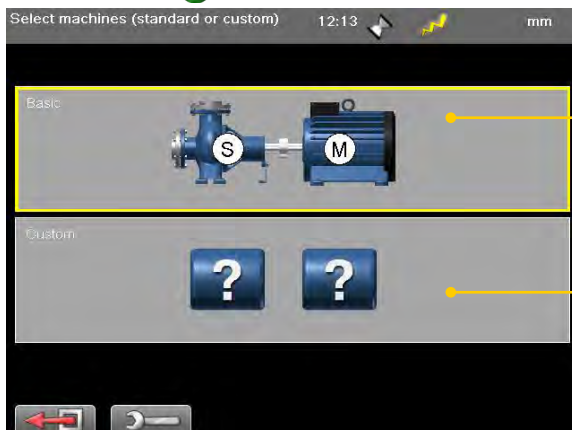 Select machines (standard or custom) 12:13 mm
Basic
S M
Custom
? ?